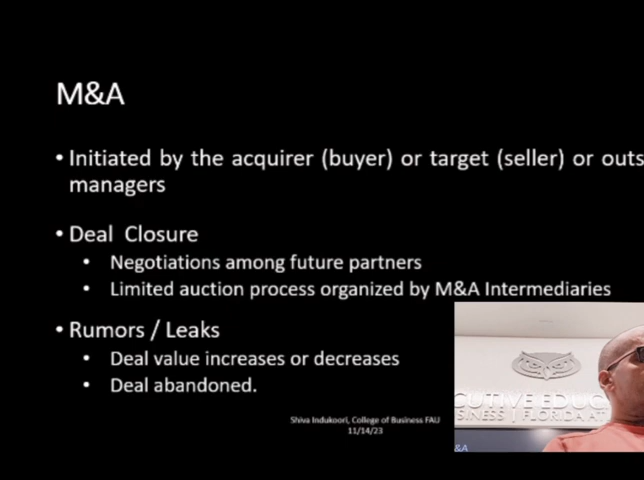 M&A
• Initiated by the acquirer (buyer) or target (seller) or outs
managers
• Deal Closure
• Negotiations among future partners
• Limited auction process organized by M&A Intermediaries
• Rumors / Leaks
• Deal value increases or decreases
• Deal abandoned.
Shiva Indukoori, College of Business FAU
11/14/23
CUTIVE EDUC
SINESS | FLORIDA AT
&A